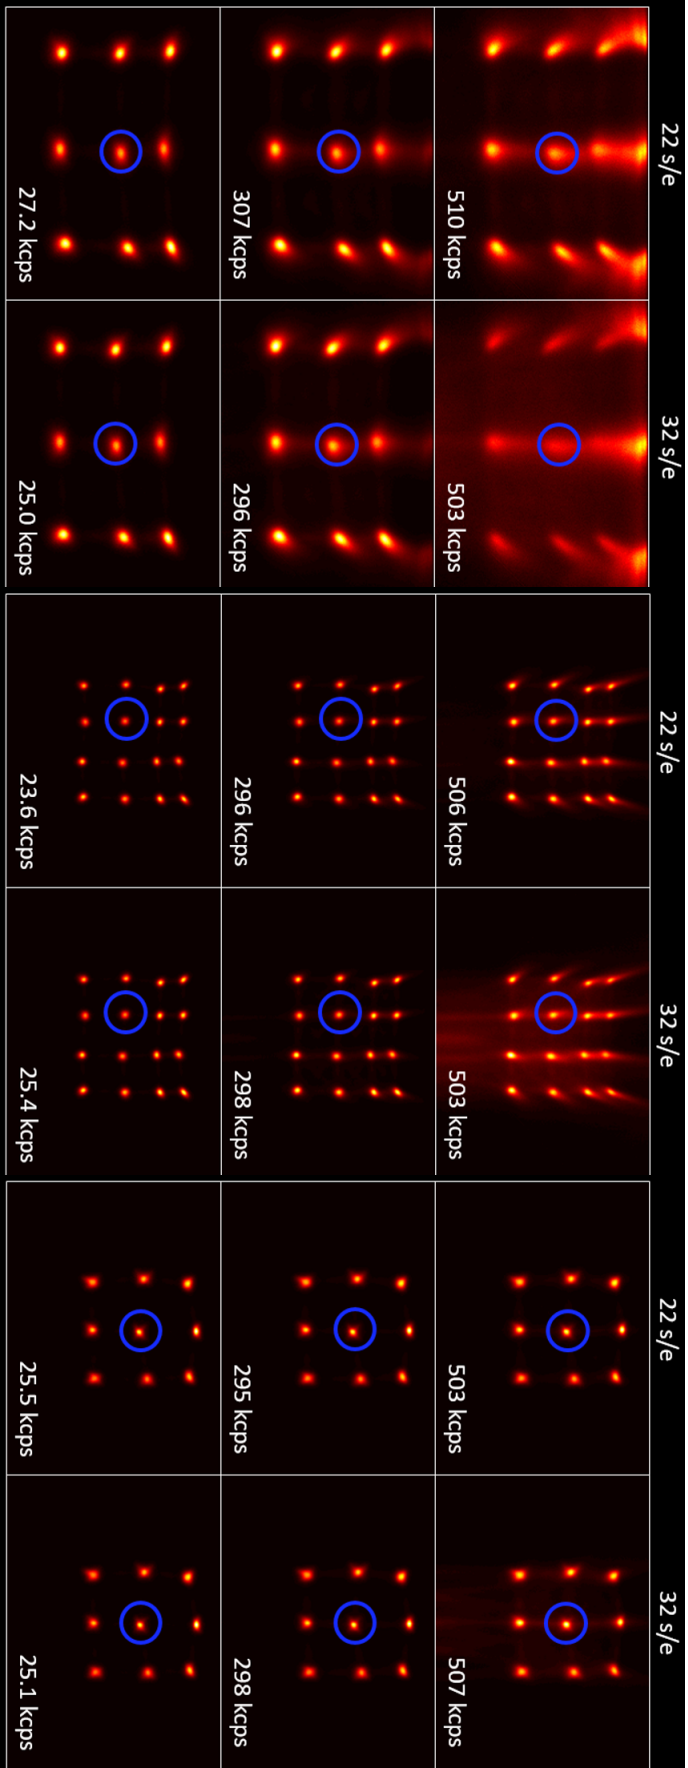 22 s/e
32 s/e
22 s/e
32 s/e
22 s/e
32 s/e
510 kcps
503 kcps
506 kcps
503 kcps
503 kcps
507 kcps
307 kcps
296 kcps
296 kcps
298 kcps
295 kcps
298 kcps
27.2 kcps
25.0 kcps
23.6 kcps
25.4 kcps
25.5 kcps
25.1 kcps